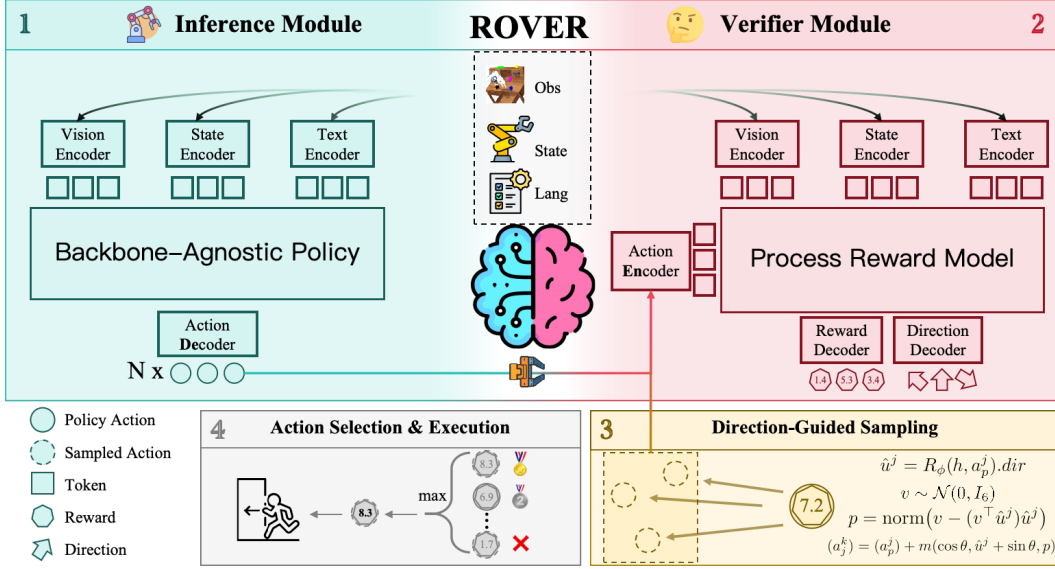 1
Inference Module
ROVER
Verifier Module
2
Obs
State
Lang
Vision
Encoder
State
Encoder
Text
Encoder
Vision
Encoder
State
Encoder
Text
Encoder
Backbone-Agnostic Policy
Action
Encoder
Process Reward Model
Action
Decoder
N x
Reward
Decoder
Direction
Decoder
1.4
5.3
3.4
Policy Action
Sampled Action
Token
Reward
Direction
4
Action Selection & Execution
8.3
max
8.3
6.9
2
1.7
3
Direction-Guided Sampling
7.2
û^j = R_ϕ(h, a_p^j).dir
v ∼ 𝒩(0, I_6)
p = norm(v − (v^⊤ û^j)û^j)
(a_j^k) = (a_p^j) + m(cos θ, û^j + sin θ, p)